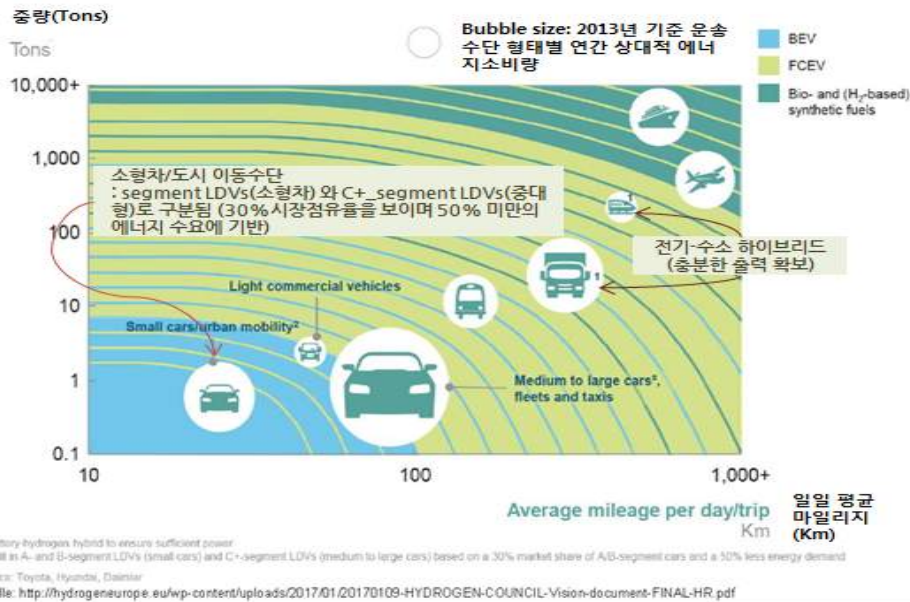 중량(Tons)
Tons
Bubble size: 2013년 기준 운송
수단 형태별 연간 상대적 에너
지소비량
BEV
FCEV
Bio- and (H2-based)
synthetic fuels
10,000+
1,000
100
10
1
0.1
소형차/도시 이동수단
: segment LDVs(소형차) 와 C+_segment LDVs(중대
형)로 구분됨 (30%시장점유율을 보이며 50% 미만의
에너지 수요에 기반)
전기-수소 하이브리드
(충분한 출력 확보)
1
1
Light commercial vehicles
Small cars/urban mobility²
Medium to large cars²,
fleets and taxis
10
100
1,000+
Average mileage per day/trip
Km
일일 평균
마일리지
(Km)
ttery-hydrogen hybrid to ensure sufficient power
in A- and B-segment LDVs (small cars) and C+-segment LDVs (medium to large cars) based on a 30% market share of A/B-segment cars and a 50% less energy demand
Toyota, Hyundai, Daimler
http://hydrogeneurope.eu/wp-content/uploads/2017/01/20170109-HYDROGEN-COUNCIL-Vision-document-FINAL-HR.pdf